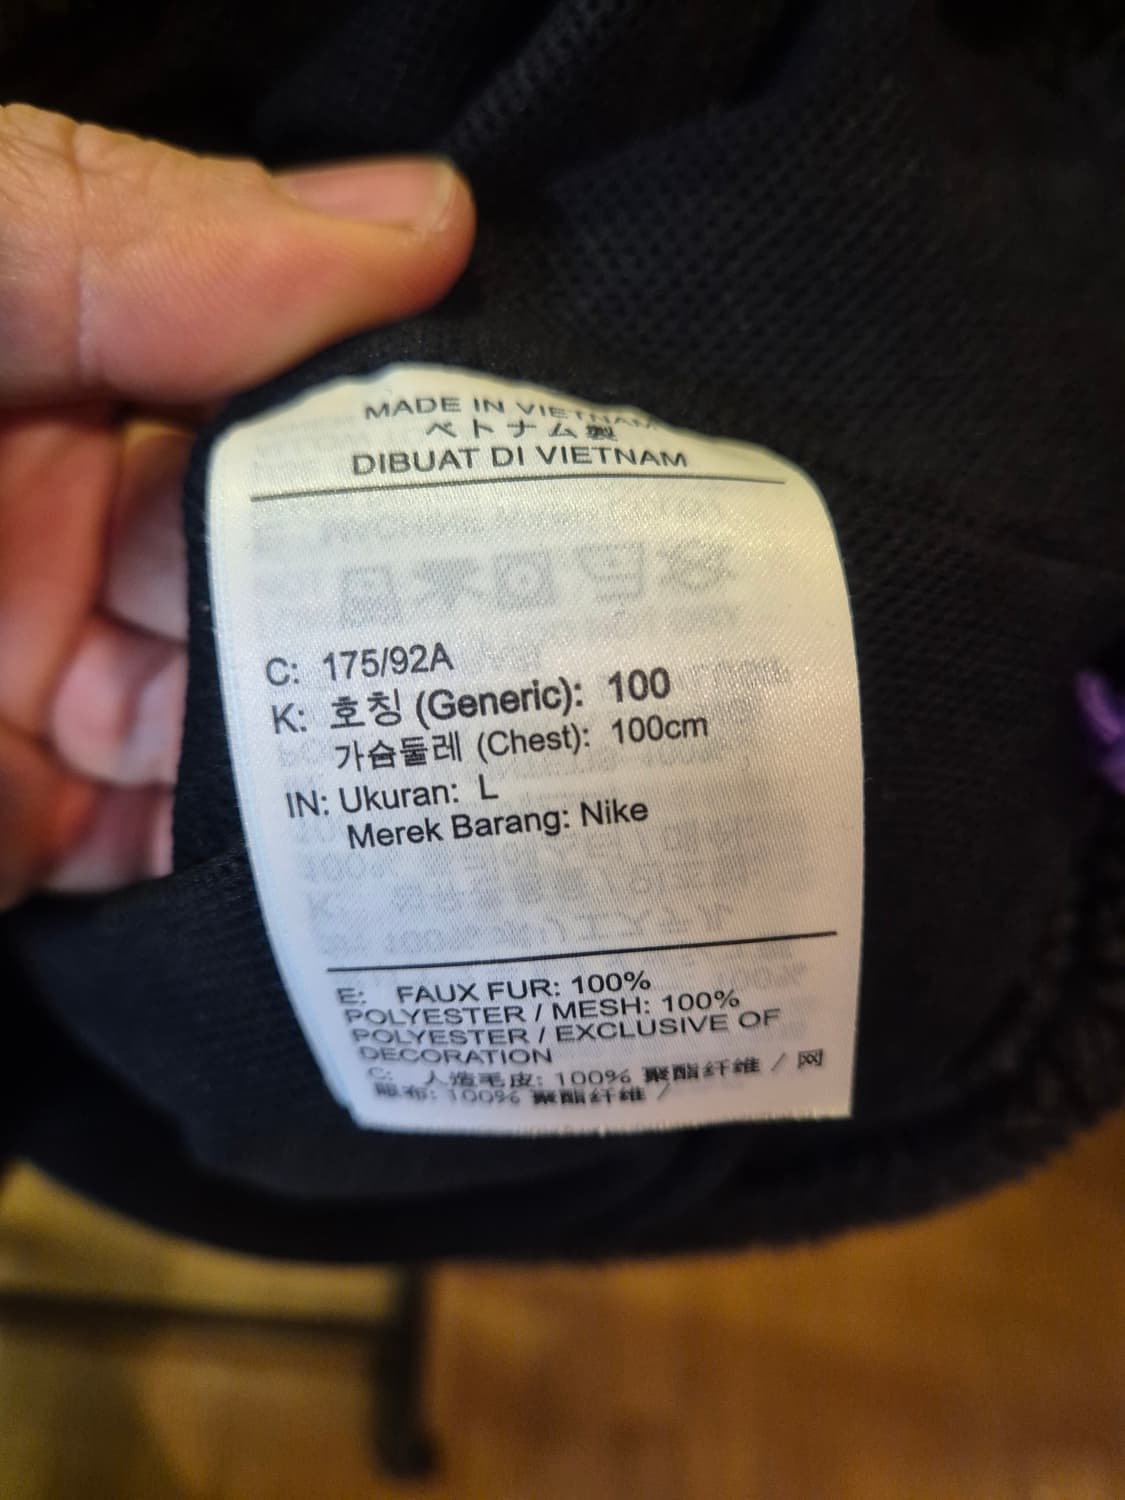 MADE IN VIETNAM
ベトナム製
DIBUAT DI VIETNAM
C: 175/92A
K: 호칭 (Generic): 100
가슴둘레 (Chest): 100cm
IN: Ukuran: L
Merek Barang: Nike
E: FAUX FUR: 100%
POLYESTER / MESH: 100%
POLYESTER / EXCLUSIVE OF
DECORATION
C: 人造毛皮: 100% 聚酯纤维 / 网
眼布: 100% 聚酯纤维 /